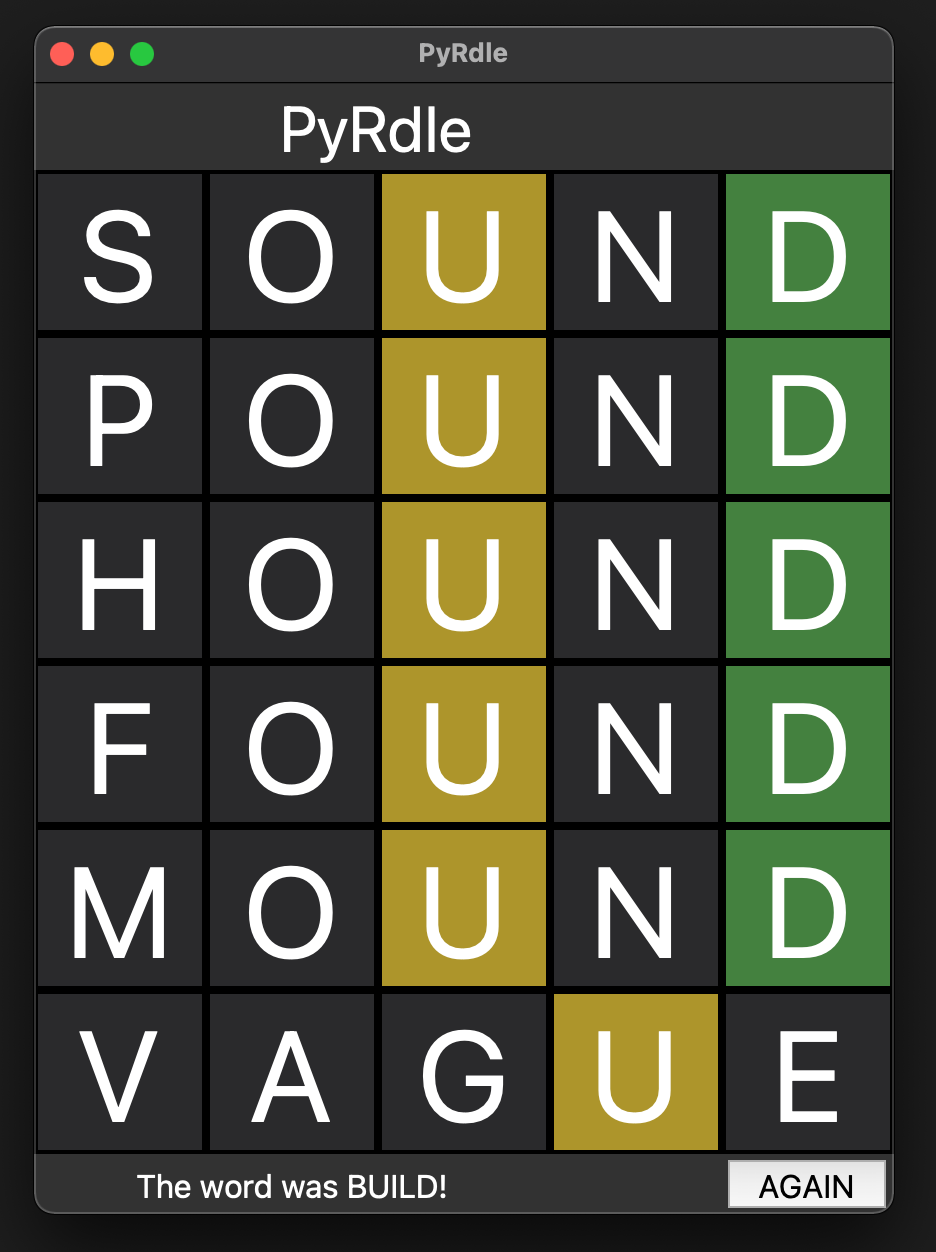 PyRdle
PyRdle
S O U N D
P O U N D
H O U N D
F O U N D
M O U N D
V A G U E
The word was BUILD! AGAIN